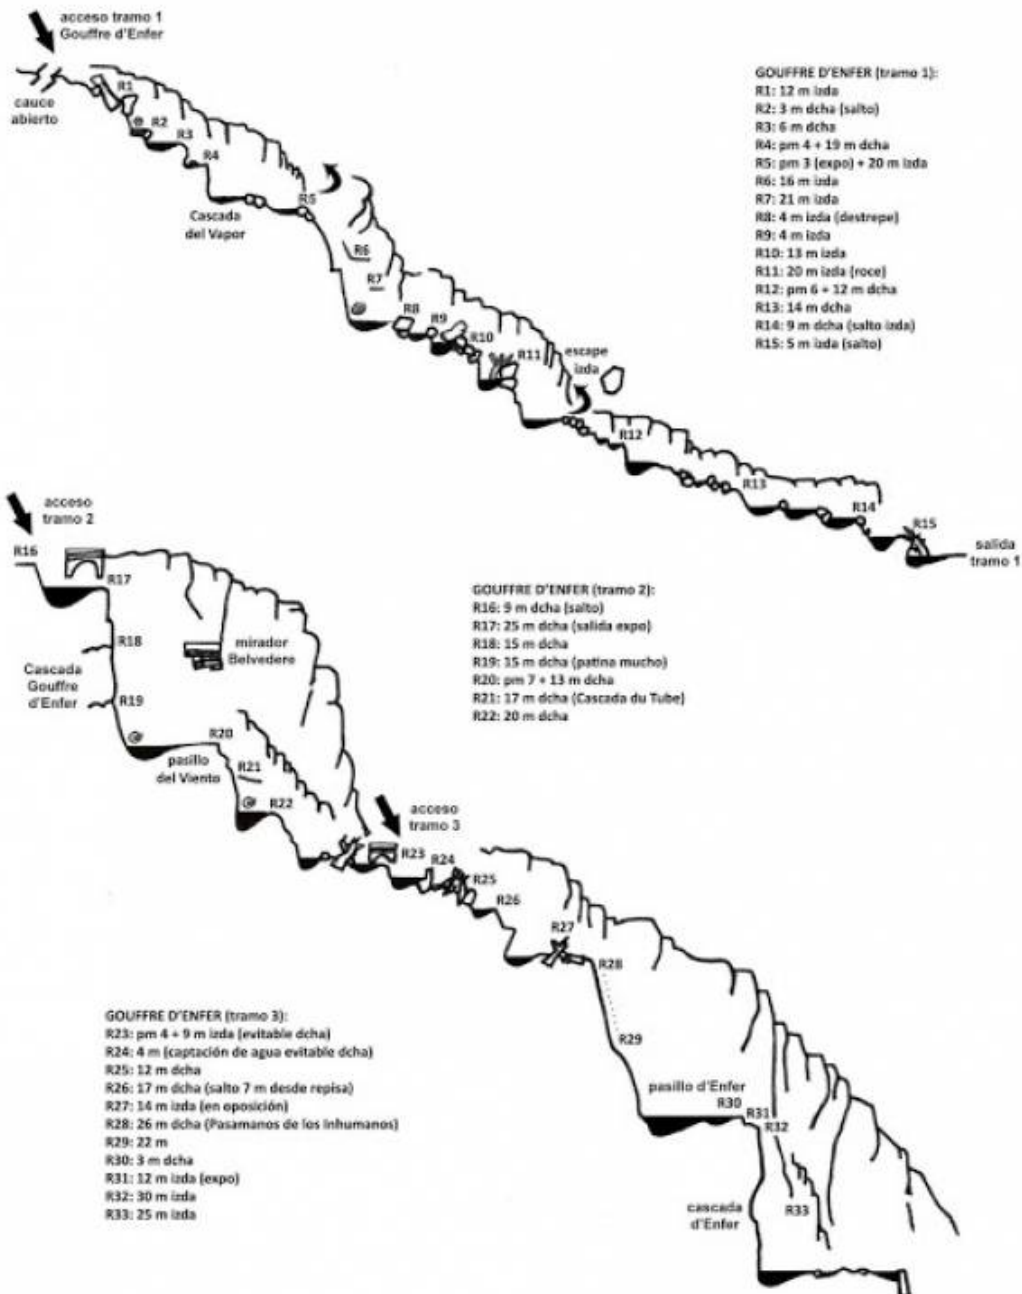 acceso tramo 1
Gouffre d'Enfer
cauce
abierto
R1
R2
R3
R4
Cascada
del Vapor
R5
R6
R7
R8
R9
R10
R11
escape
izda
R12
R13
R14
R15
salida
tramo 1
GOUFFRE D'ENFER (tramo 1):
R1: 12 m izda
R2: 3 m dcha (salto)
R3: 6 m dcha
R4: pm 4 + 19 m dcha
R5: pm 3 (expo) + 20 m izda
R6: 16 m izda
R7: 21 m izda
R8: 4 m izda (destrepe)
R9: 4 m izda
R10: 13 m izda
R11: 20 m izda (roce)
R12: pm 6 + 12 m dcha
R13: 14 m dcha
R14: 9 m dcha (salto izda)
R15: 5 m izda (salto)
acceso
tramo 2
R16
R17
R18
mirador
Belvedere
Cascada
Gouffre
d'Enfer
R19
R20
pasillo
del Viento
R21
R22
GOUFFRE D'ENFER (tramo 2):
R16: 9 m dcha (salto)
R17: 25 m dcha (salida expo)
R18: 15 m dcha
R19: 15 m dcha (patina mucho)
R20: pm 7 + 13 m dcha
R21: 17 m dcha (Cascada du Tube)
R22: 20 m dcha
acceso
tramo 3
R23
R24
R25
R26
R27
R28
R29
pasillo d'Enfer
R30
R31
R32
cascada
d'Enfer
R33
GOUFFRE D'ENFER (tramo 3):
R23: pm 4 + 9 m izda (evitable dcha)
R24: 4 m (captación de agua evitable dcha)
R25: 12 m dcha
R26: 17 m dcha (salto 7 m desde repisa)
R27: 14 m izda (en oposición)
R28: 26 m dcha (Pasamanos de los Inhumanos)
R29: 22 m
R30: 3 m dcha
R31: 12 m izda (expo)
R32: 30 m izda
R33: 25 m izda